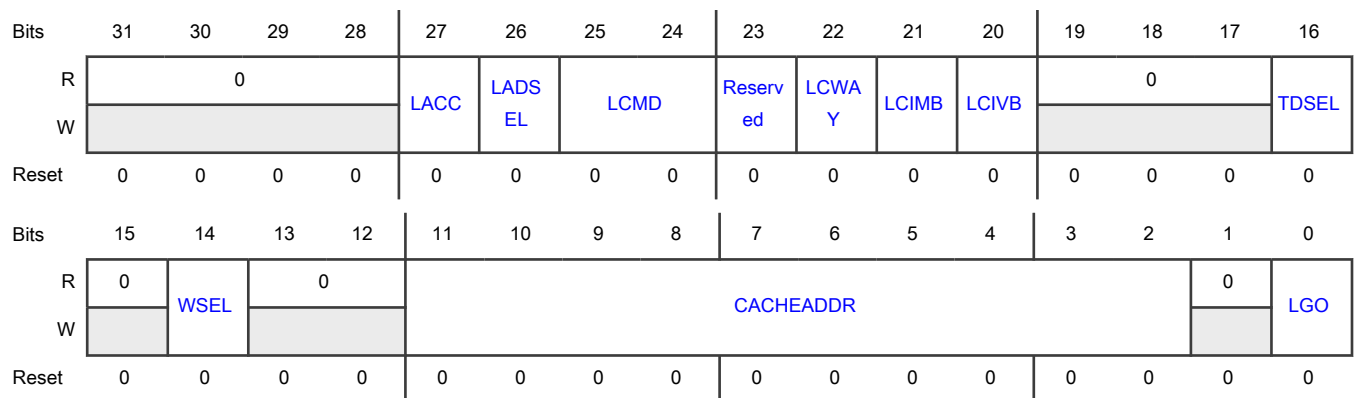 Bits 31 30 29 28 27 26 25 24 23 22 21 20 19 18 17 16
R 0 LACC LADS EL LCMD Reserv ed LCWA Y LCIMB LCIVB 0 TDSEL
W
Reset 0 0 0 0 0 0 0 0 0 0 0 0 0 0 0 0
Bits 15 14 13 12 11 10 9 8 7 6 5 4 3 2 1 0
R 0 WSEL 0 CACHEADDR 0 LGO
W
Reset 0 0 0 0 0 0 0 0 0 0 0 0 0 0 0 0